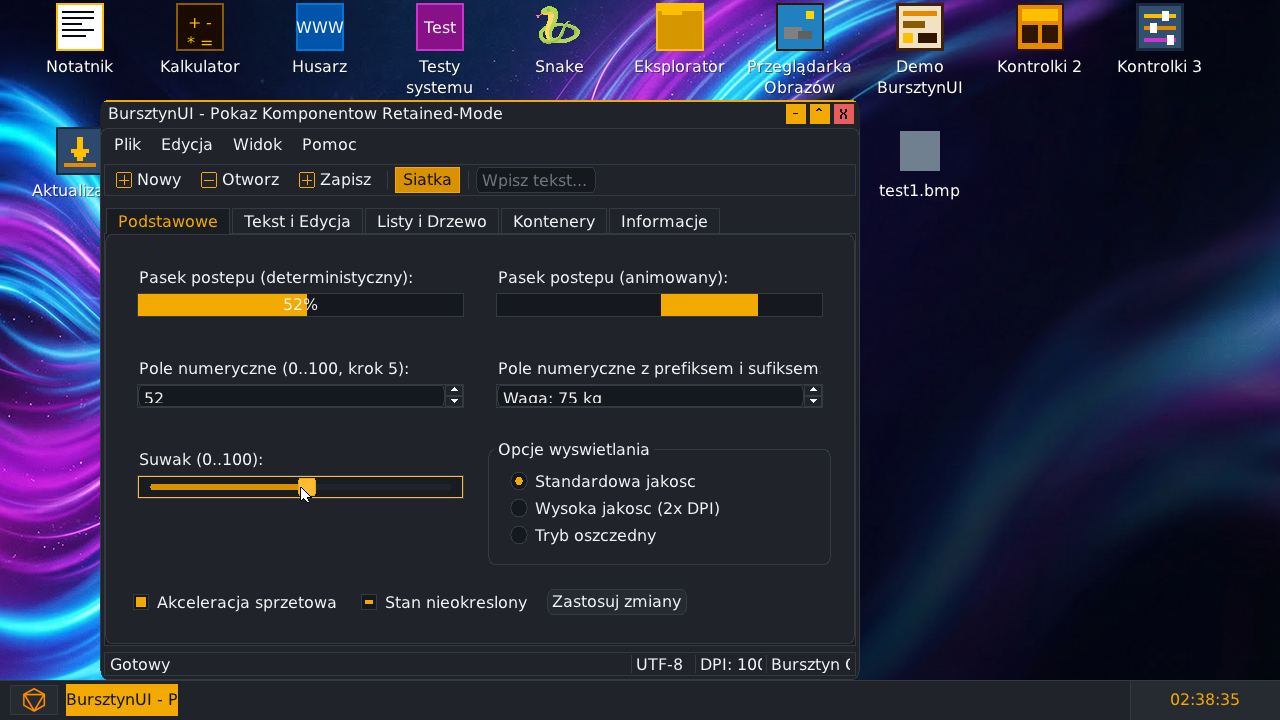 Notatnik
Kalkulator
WWW
Husarz
Test
Testy
systemu
Snake
Eksplorator
Przeglądarka
Obrazów
Demo
BursztynUI
Kontrolki 2
Kontrolki 3
Aktualiza
test1.bmp
BursztynUI - Pokaz Komponentow Retained-Mode
Plik Edycja Widok Pomoc
Nowy Otworz Zapisz Siatka Wpisz tekst...
Podstawowe Tekst i Edycja Listy i Drzewo Kontenery Informacje
Pasek postepu (deterministyczny): Pasek postepu (animowany):
52%
Pole numeryczne (0..100, krok 5): Pole numeryczne z prefiksem i sufiksem:
52 Waga: 75 kg
Suwak (0..100):
Opcje wyswietlania
Standardowa jakosc
Wysoka jakosc (2x DPI)
Tryb oszczedny
Akceleracja sprzetowa Stan nieokreslony Zastosuj zmiany
Gotowy UTF-8 DPI: 100 Bursztyn
BursztynUI - P 02:38:35